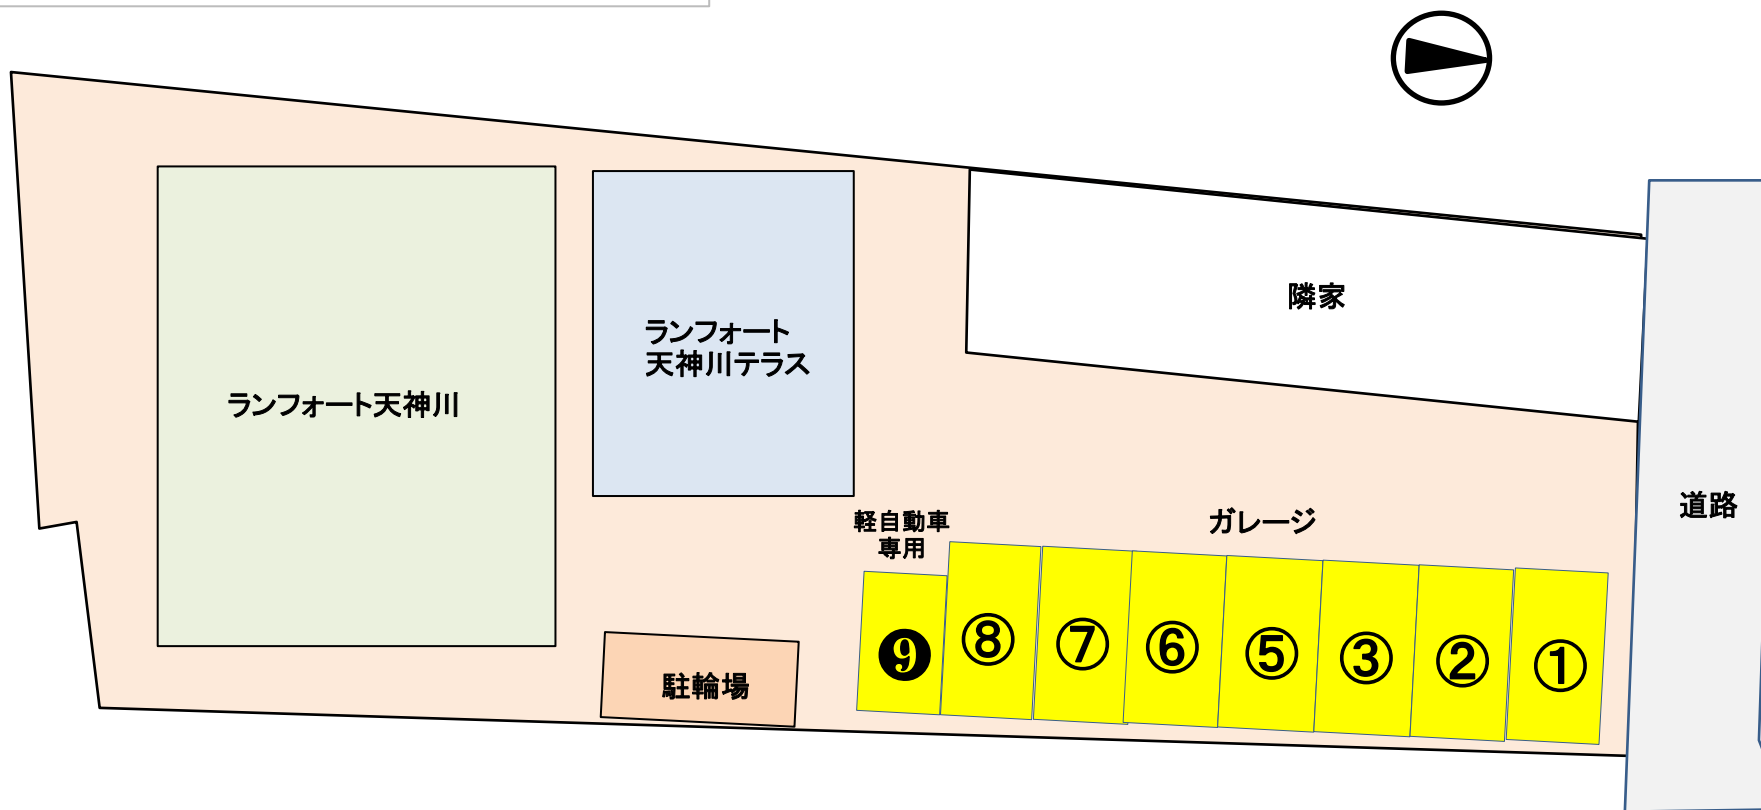 隣家
ランフォート
天神川テラス
ランフォート天神川
道路
軽自動車
専用
ガレージ
❾ ⑧ ⑦ ⑥ ⑤ ③ ② ①
駐輪場